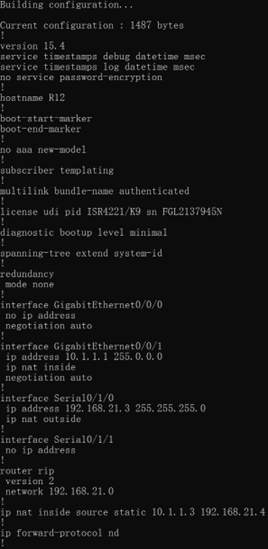 Building configuration...
Current configuration : 1487 bytes
!
version 15.4
service timestamps debug datetime msec
service timestamps log datetime msec
no service password-encryption
!
hostname R12
!
boot-start-marker
boot-end-marker
!
no aaa new-model
!
subscriber templating
!
multilink bundle-name authenticated
!
license udi pid ISR4221/K9 sn FGL2137945N
!
diagnostic bootup level minimal
!
spanning-tree extend system-id
!
redundancy
 mode none
!
interface GigabitEthernet0/0/0
 no ip address
 negotiation auto
!
interface GigabitEthernet0/0/1
 ip address 10.1.1.1 255.0.0.0
 ip nat inside
 negotiation auto
!
interface Serial0/1/0
 ip address 192.168.21.3 255.255.255.0
 ip nat outside
!
interface Serial0/1/1
 no ip address
!
router rip
 version 2
 network 192.168.21.0
!
ip nat inside source static 10.1.1.3 192.168.21.4
!
ip forward-protocol nd
!